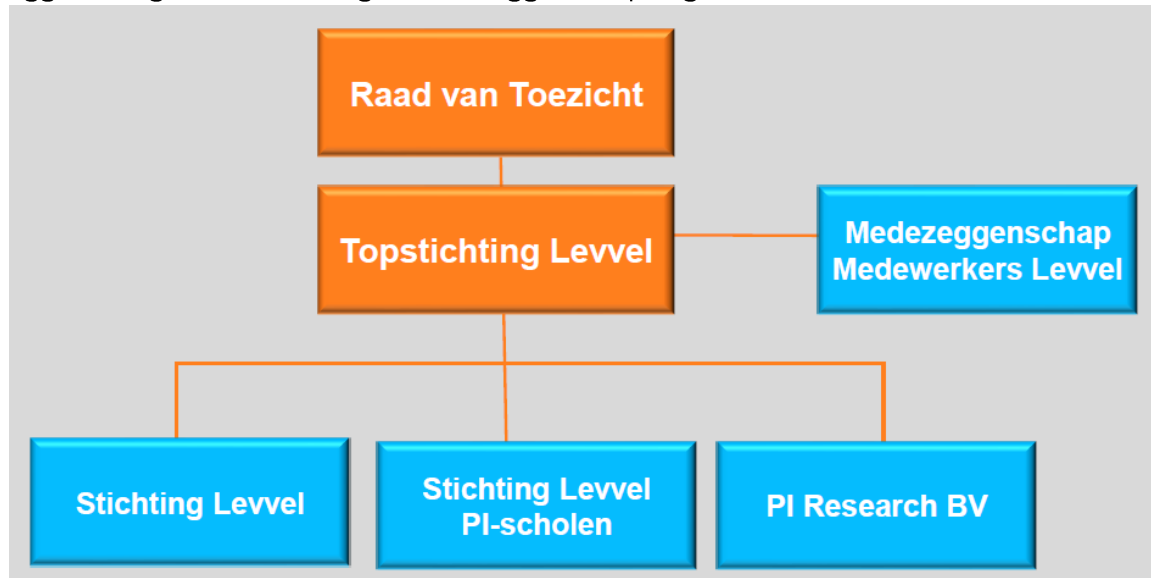 Raad van Toezicht
Topstichting Levvel
Medezeggenschap
Medewerkers Levvel
Stichting Levvel
Stichting Levvel
PI-scholen
PI Research BV